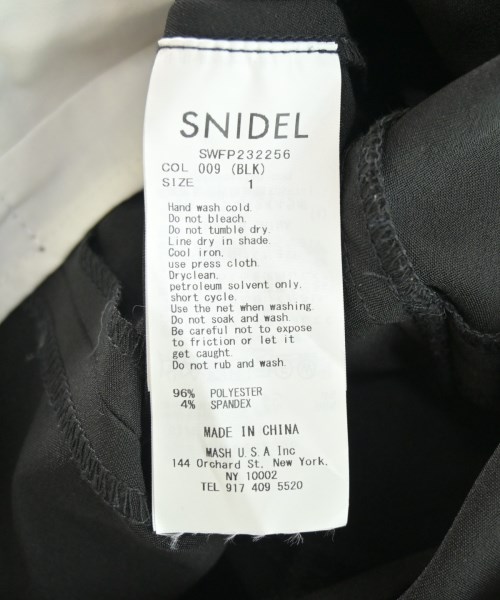 SNIDEL
SWFP232256
COL 009 (BLK)
SIZE 1
Hand wash cold.
Do not bleach.
Do not tumble dry.
Line dry in shade.
Cool iron.
use press cloth.
Dryclean.
petroleum solvent only.
short cycle.
Use the net when washing.
Do not soak and wash.
Be careful not to expose
to friction or let it
get caught.
Do not rub and wash.
96% POLYESTER
4% SPANDEX
MADE IN CHINA
MASH U.S.A Inc
144 Orchard St. New York.
NY 10002
TEL 917 409 5520